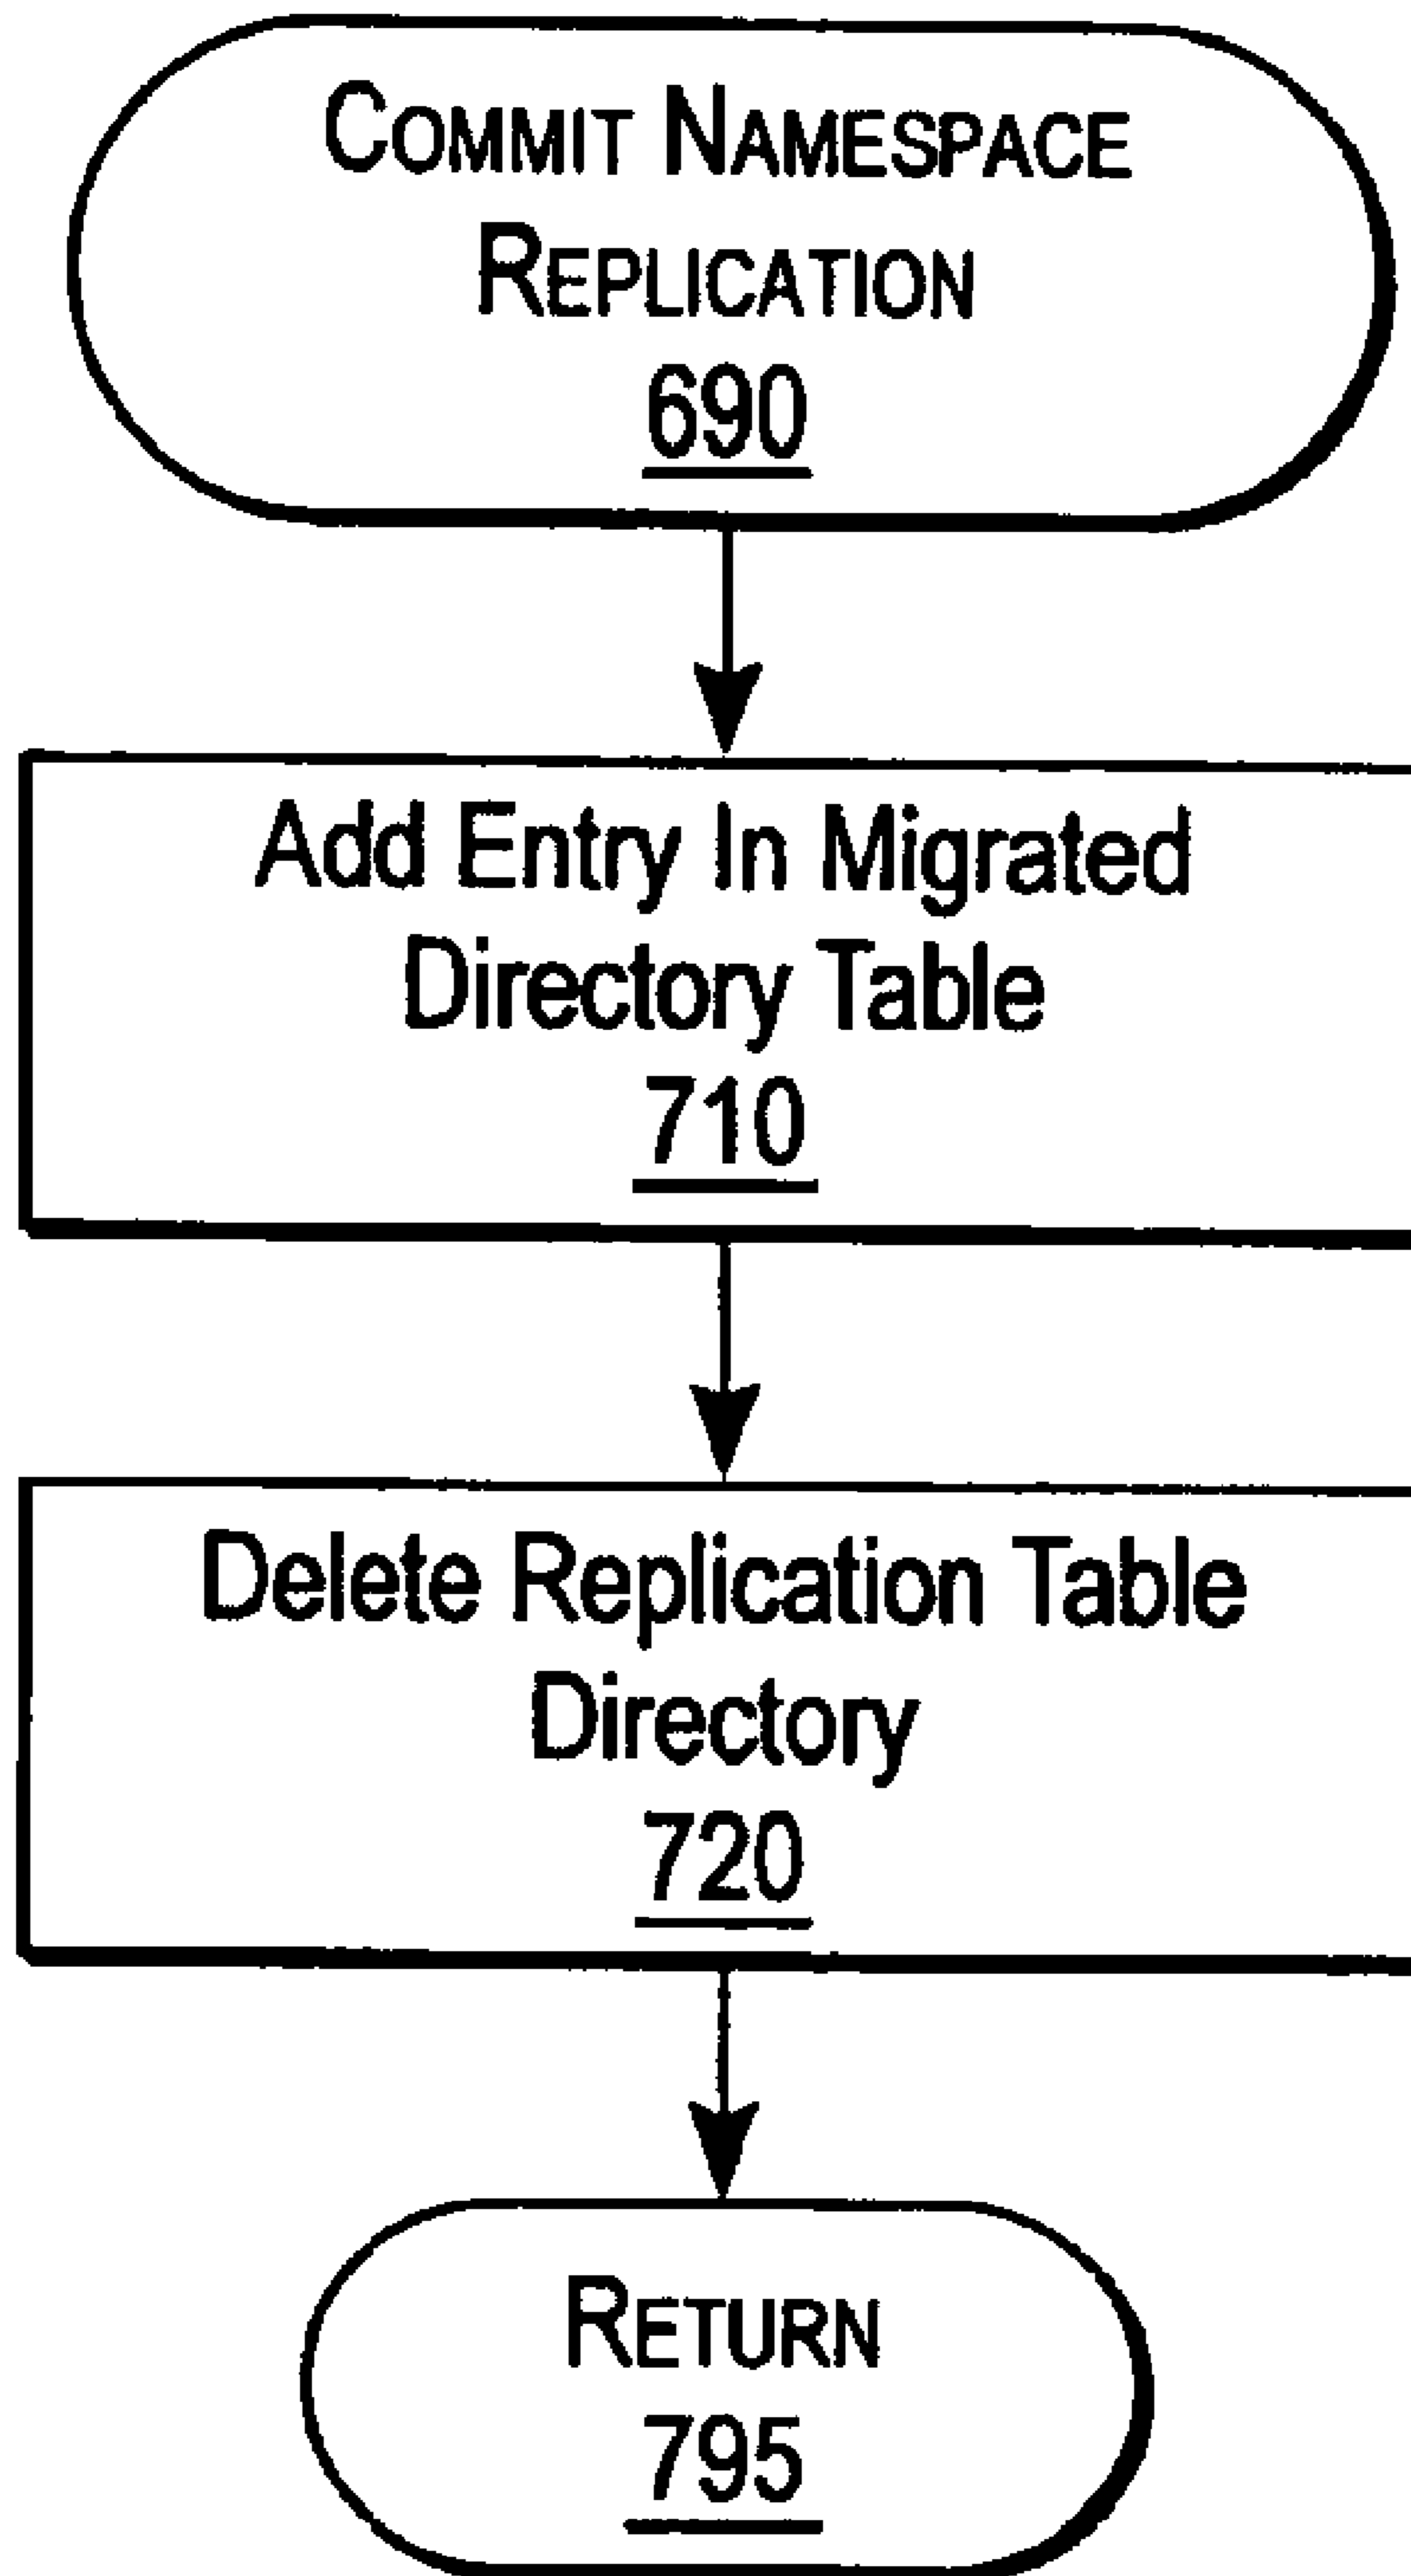 COMMIT NAMESPACE
REPLICATION
690
Add Entry In Migrated
Directory Table
710
Delete Replication Table
Directory
720
RETURN
795